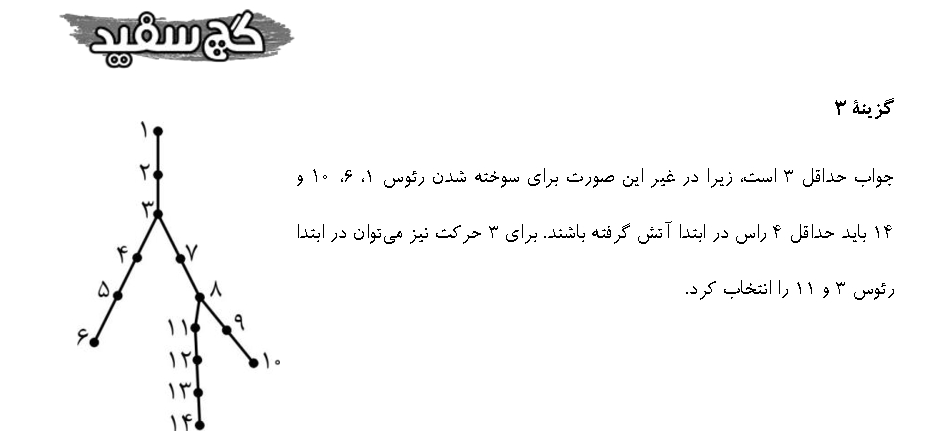 گچ سفید
گزینهٔ ۳
جواب حداقل ۳ است، زیرا در غیر این صورت برای سوخته شدن رئوس ۱، ۶، ۱۰ و
۱۴ باید حداقل ۴ راس در ابتدا آتش گرفته باشند. برای ۳ حرکت نیز می‌توان در ابتدا
رئوس ۳ و ۱۱ را انتخاب کرد.
۱
۲
۳
۴
۷
۵
۸
۶
۱۱
۹
۱۲
۱۰
۱۳
۱۴